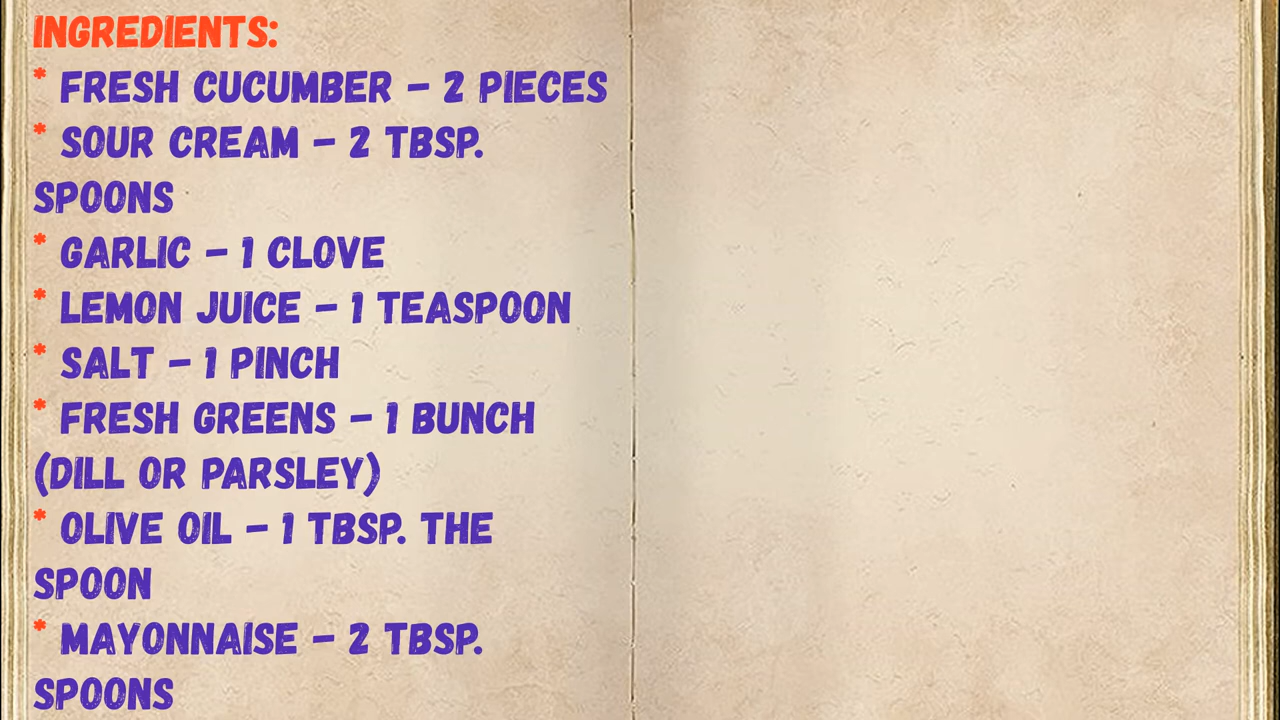 INGREDIENTS:
* FRESH CUCUMBER – 2 PIECES
* SOUR CREAM – 2 TBSP.
SPOONS
* GARLIC – 1 CLOVE
* LEMON JUICE – 1 TEASPOON
* SALT – 1 PINCH
* FRESH GREENS – 1 BUNCH
(DILL OR PARSLEY)
* OLIVE OIL – 1 TBSP. THE
SPOON
* MAYONNAISE – 2 TBSP.
SPOONS